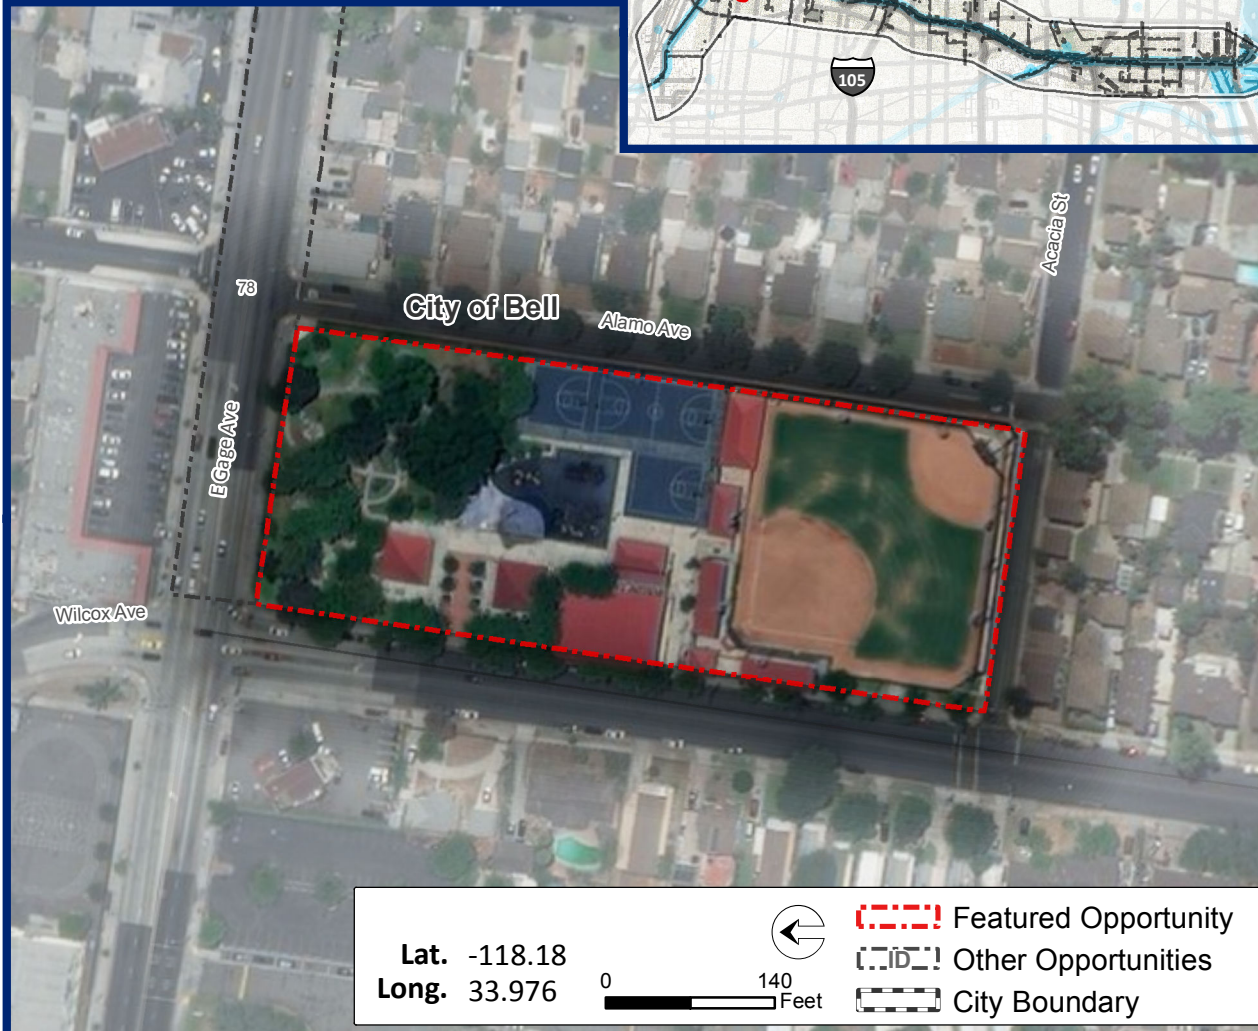 105
Acacia St
78
City of Bell
Alamo Ave
E Gage Ave
Wilcox Ave
Lat. -118.18
Long. 33.976
0 140
Feet
Featured Opportunity
ID Other Opportunities
City Boundary